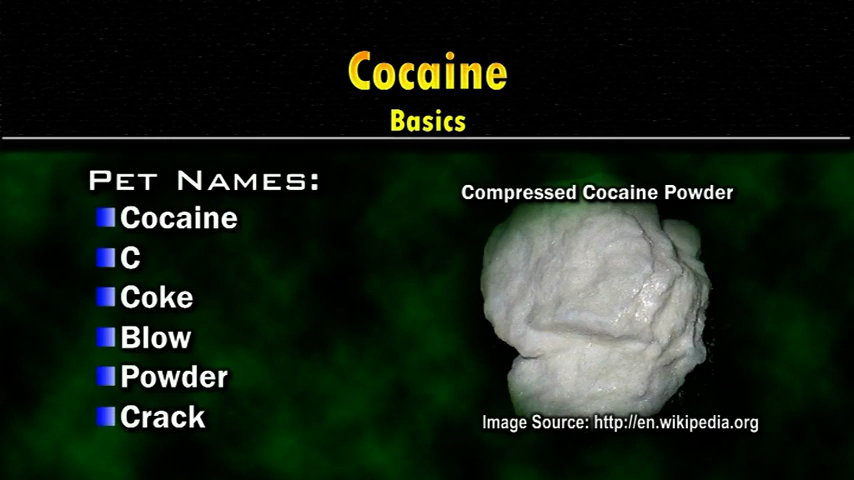 Cocaine
Basics
Pet Names:
Cocaine
C
Coke
Blow
Powder
Crack
Compressed Cocaine Powder
Image Source: http://en.wikipedia.org